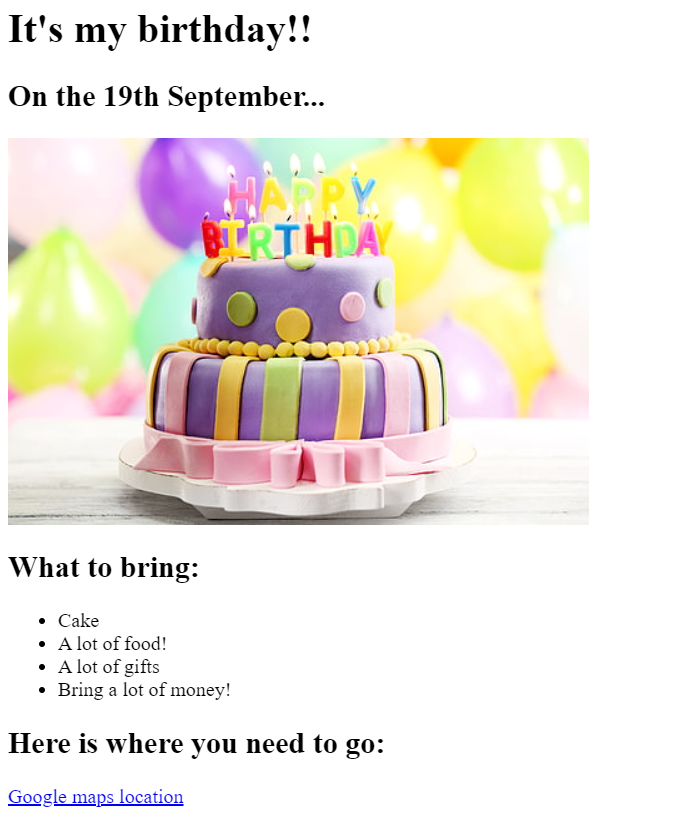 It's my birthday!!
On the 19th September...
HAPPY
BIRTHDAY
What to bring:
Cake
A lot of food!
A lot of gifts
Bring a lot of money!
Here is where you need to go:
Google maps location